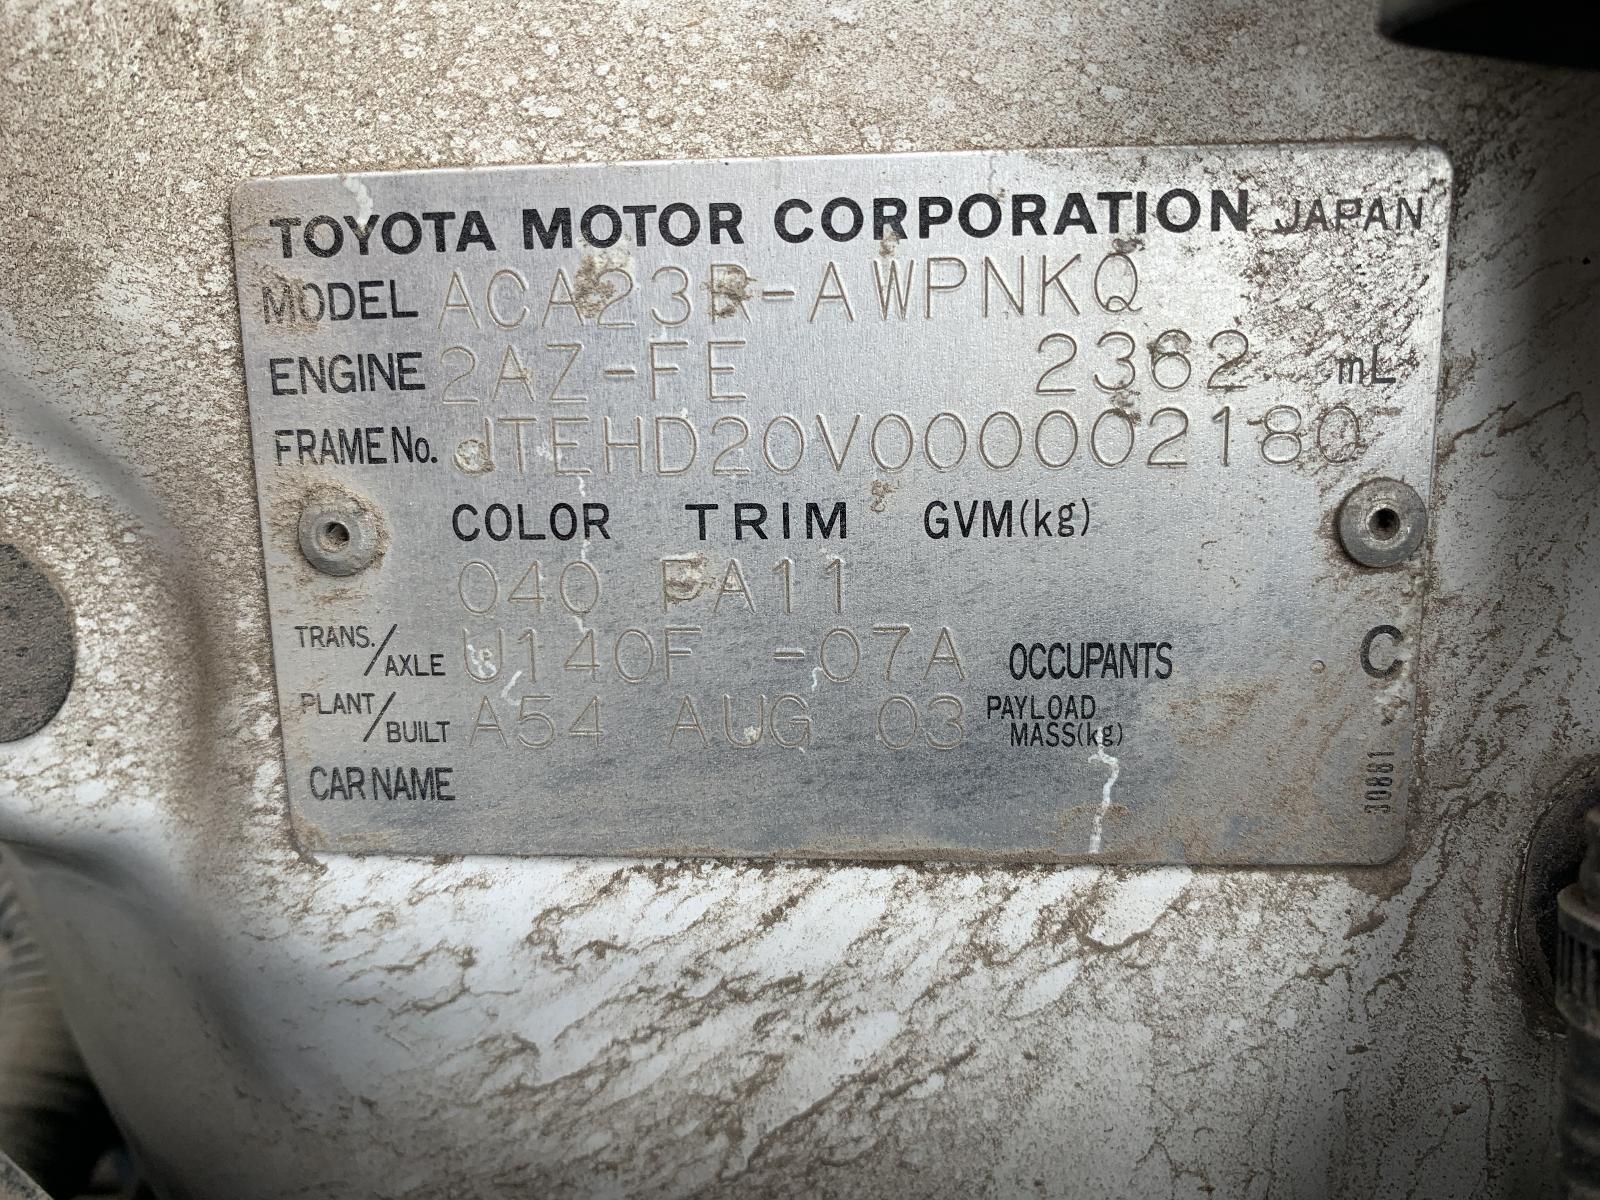 TOYOTA MOTOR CORPORATION JAPAN
MODEL ACA23R-AWPNKQ
ENGINE 2AZ-FE 2362 mL
FRAME No. JTEHD20V000002180
COLOR TRIM GVM(kg)
040 FA11
TRANS./AXLE U140F -07A OCCUPANTS C
PLANT/BUILT A54 AUG 03 PAYLOAD MASS(kg)
CAR NAME
30881